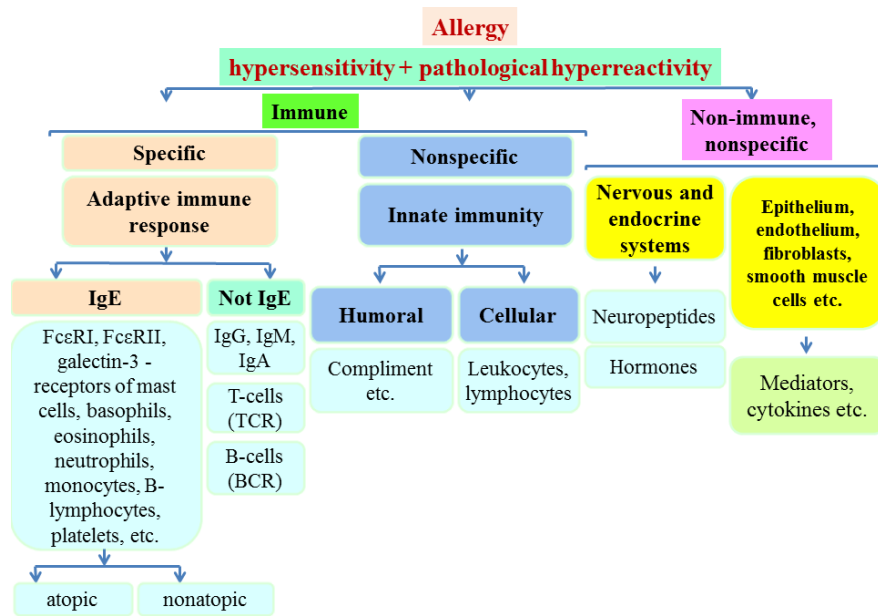 Allergy
hypersensitivity + pathological hyperreactivity
Immune
Non-immune,
nonspecific
Specific
Nonspecific
Adaptive immune
response
Innate immunity
Nervous and
endocrine
systems
Epithelium,
endothelium,
fibroblasts,
smooth muscle
cells etc.
IgE
Not IgE
Humoral
Cellular
FcεRI, FcεRII,
galectin-3 -
receptors of mast
cells, basophils,
eosinophils,
neutrophils,
monocytes, B-
lymphocytes,
platelets, etc.
IgG, IgM,
IgA
T-cells
(TCR)
B-cells
(BCR)
Compliment
etc.
Leukocytes,
lymphocytes
Neuropeptides
Hormones
Mediators,
cytokines etc.
atopic
nonatopic